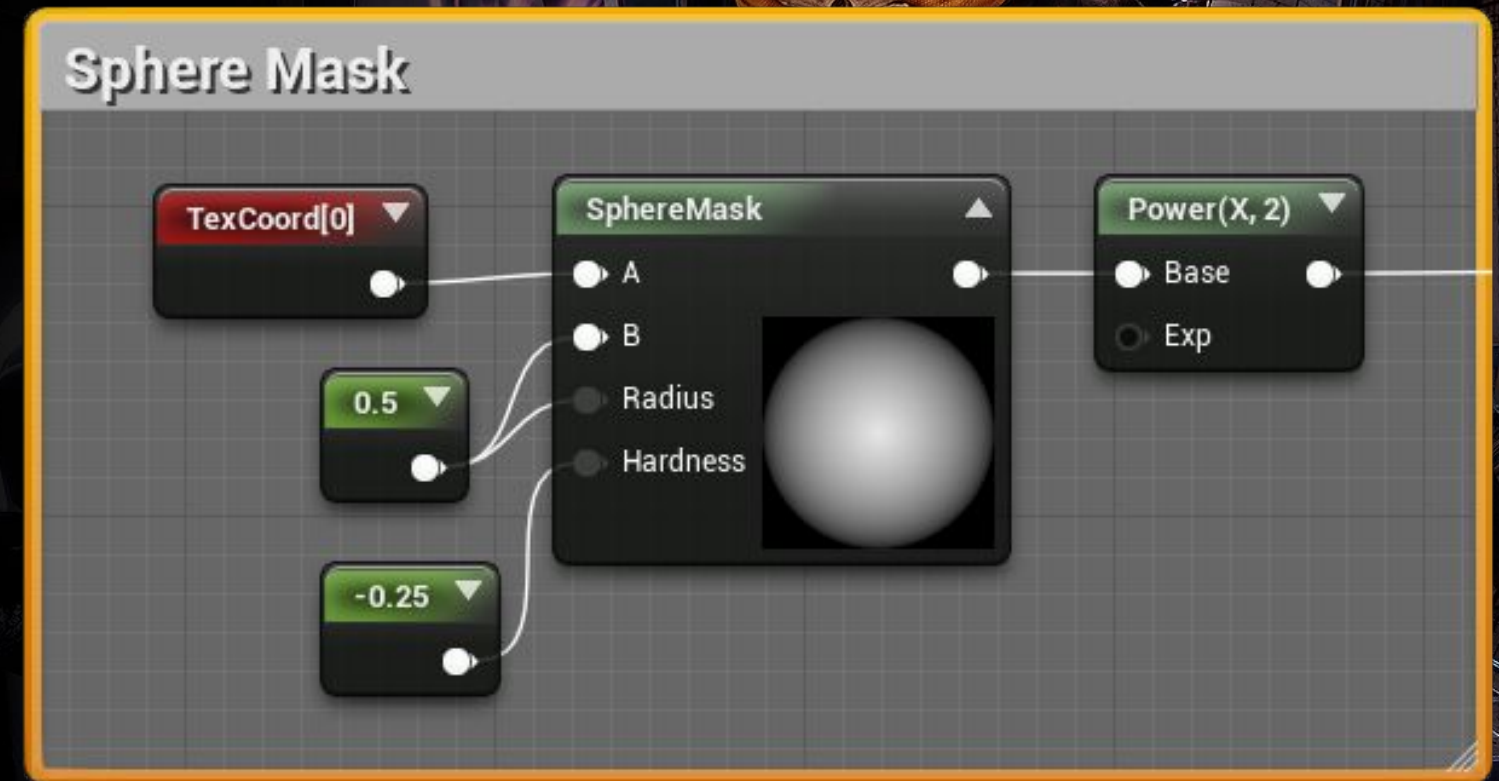 Sphere Mask
TexCoord[0]
SphereMask
Power(X, 2)
A
Base
B
Exp
0.5
Radius
Hardness
-0.25